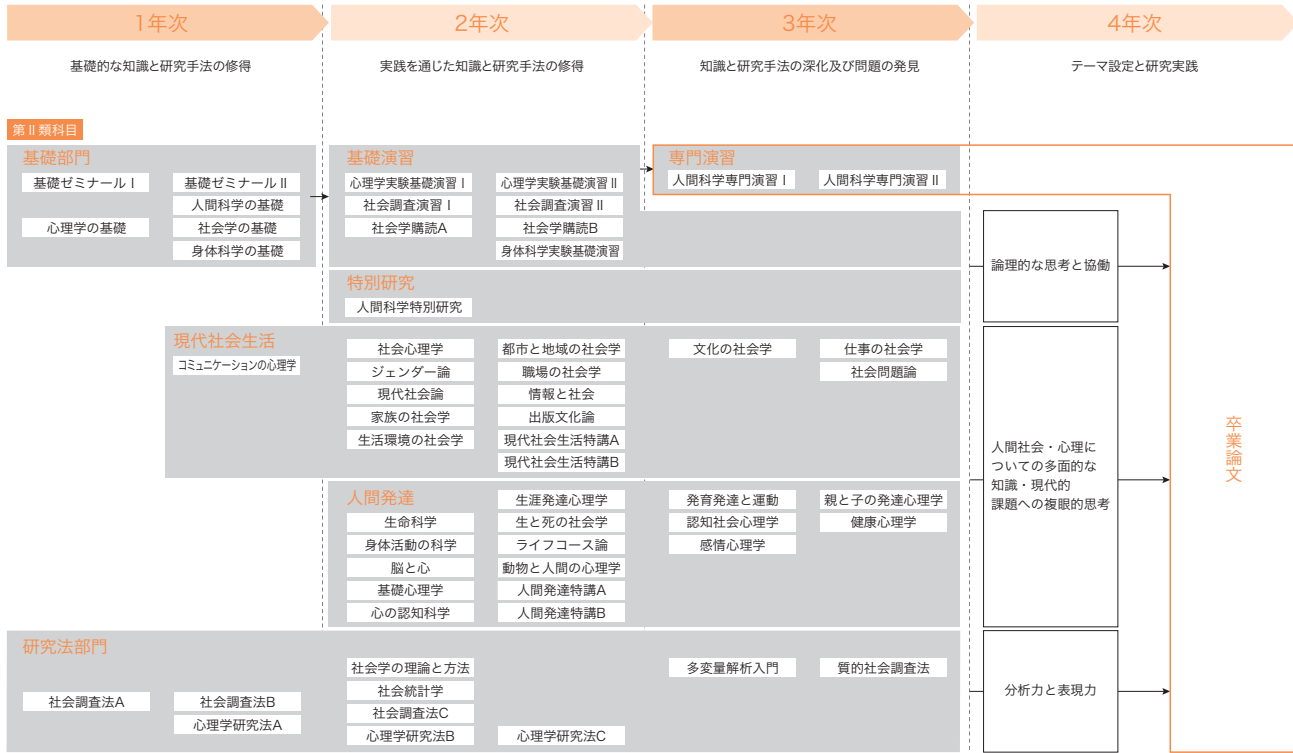 1年次
2年次
3年次
4年次
基礎的な知識と研究手法の修得
実践を通じた知識と研究手法の修得
知識と研究手法の深化及び問題の発見
テーマ設定と研究実践
第Ⅱ類科目
基礎部門
基礎ゼミナールⅠ
基礎ゼミナールⅡ
人間科学の基礎
心理学の基礎
社会学の基礎
身体科学の基礎
基礎演習
心理学実験基礎演習Ⅰ
心理学実験基礎演習Ⅱ
社会調査演習Ⅰ
社会調査演習Ⅱ
社会学購読A
社会学購読B
身体科学実験基礎演習
専門演習
人間科学専門演習Ⅰ
人間科学専門演習Ⅱ
特別研究
人間科学特別研究
論理的な思考と協働
現代社会生活
コミュニケーションの心理学
社会心理学
都市と地域の社会学
文化の社会学
仕事の社会学
ジェンダー論
職場の社会学
社会問題論
現代社会論
情報と社会
家族の社会学
出版文化論
生活環境の社会学
現代社会生活特講A
現代社会生活特講B
人間発達
生涯発達心理学
発育発達と運動
親と子の発達心理学
生命科学
生と死の社会学
認知社会心理学
健康心理学
身体活動の科学
ライフコース論
感情心理学
脳と心
動物と人間の心理学
基礎心理学
人間発達特講A
心の認知科学
人間発達特講B
人間社会・心理に
ついての多面的な
知識・現代的
課題への複眼的思考
卒業論文
研究法部門
社会学の理論と方法
多変量解析入門
質的社会調査法
社会統計学
社会調査法A
社会調査法B
社会調査法C
心理学研究法A
心理学研究法B
心理学研究法C
分析力と表現力